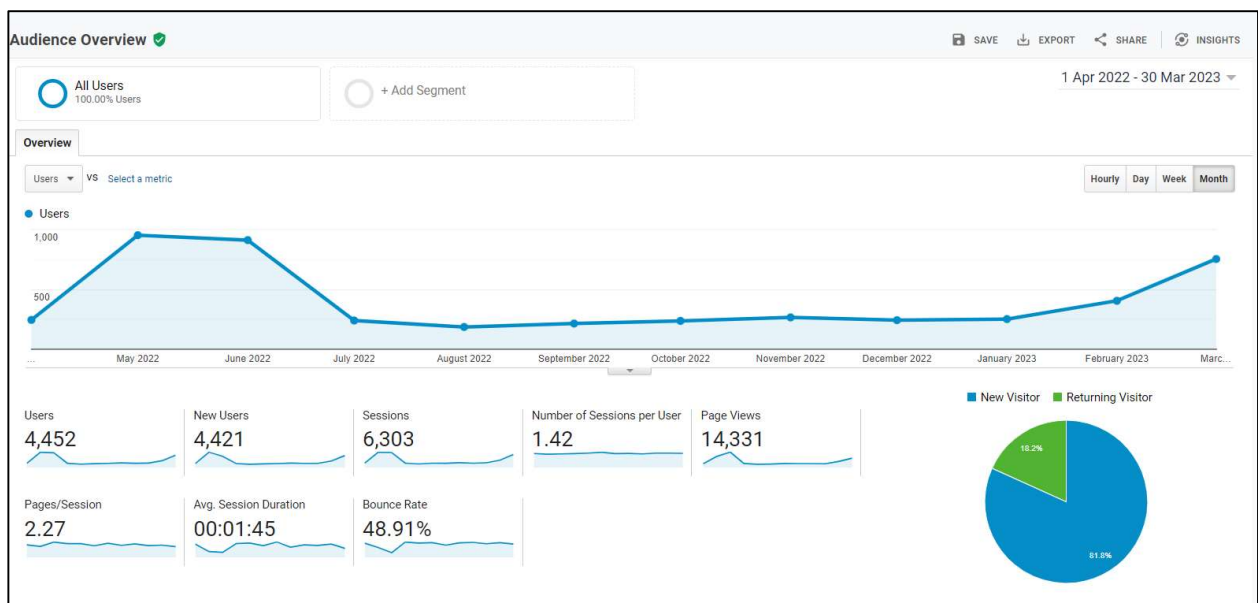 Audience Overview
SAVE EXPORT SHARE INSIGHTS
All Users
100.00% Users
+ Add Segment
1 Apr 2022 - 30 Mar 2023
Overview
Users VS Select a metric
Hourly Day Week Month
Users
1,000
500
... May 2022 June 2022 July 2022 August 2022 September 2022 October 2022 November 2022 December 2022 January 2023 February 2023 Marc...
New Visitor Returning Visitor
Users
4,452
New Users
4,421
Sessions
6,303
Number of Sessions per User
1.42
Page Views
14,331
Pages/Session
2.27
Avg. Session Duration
00:01:45
Bounce Rate
48.91%
18.2%
81.8%